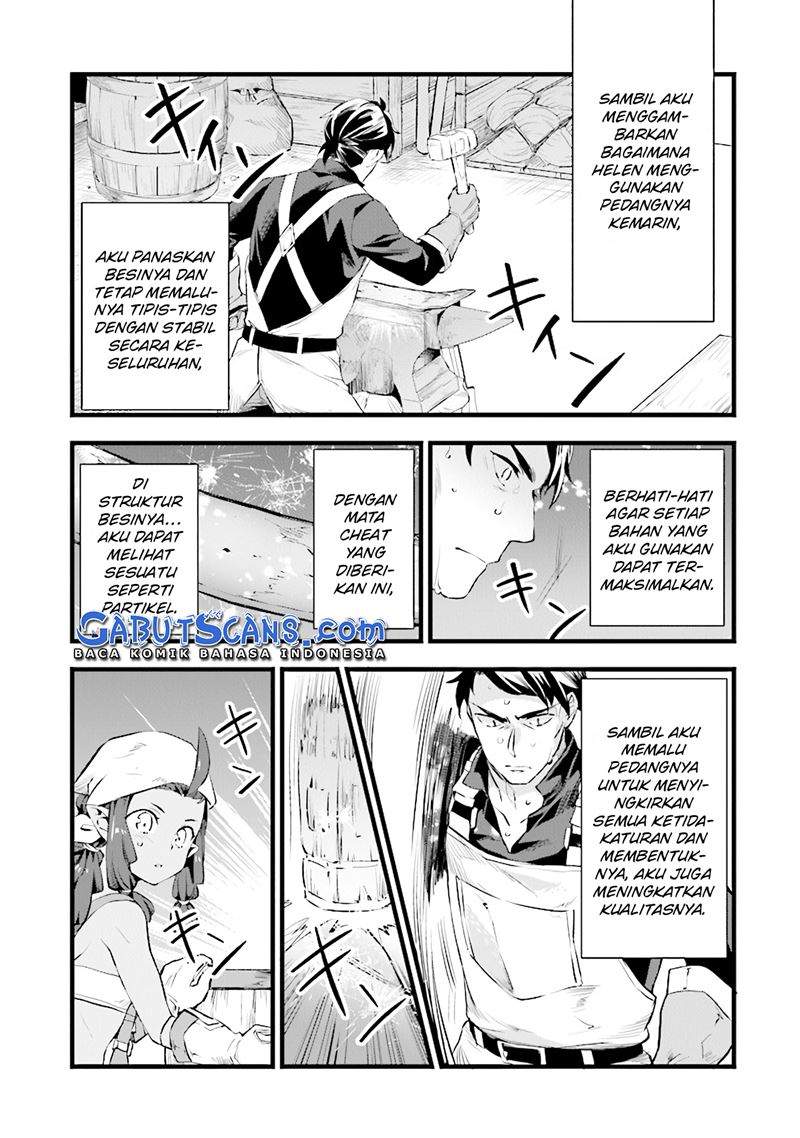 SAMBIL AKU
MENGGAM-
BARKAN
BAGAIMANA
HELEN MENG-
GUNAKAN
PEDANGNYA
KEMARIN,
キン
AKU PANASKAN
BESINYA DAN
TETAP MEMALU-
NYA TIPIS-TIPIS
DENGAN STABIL
SECARA KE-
SELURUHAN,
キン
BERHATI-HATI
AGAR SETIAP
BAHAN YANG
AKU GUNAKAN
DAPAT TER-
MAKSIMALKAN.
キン
DENGAN
MATA
CHEAT
YANG
DIBERI-
KAN INI,
DI
STRUKTUR
BESINYA...
AKU DAPAT
MELIHAT
SESUATU
SEPERTI
PARTIKEL.
GABUTSCANS.com
BACA KOMIK BAHASA INDONESIA
SAMBIL AKU
MEMALU
PEDANGNYA
UNTUK MENYI-
NGKIRKAN
SEMUA KETIDA-
KATURAN DAN
MEMBENTUK-
NYA, AKU JUGA
MENINGKATKAN
KUALITASNYA.
キン
キン
キン